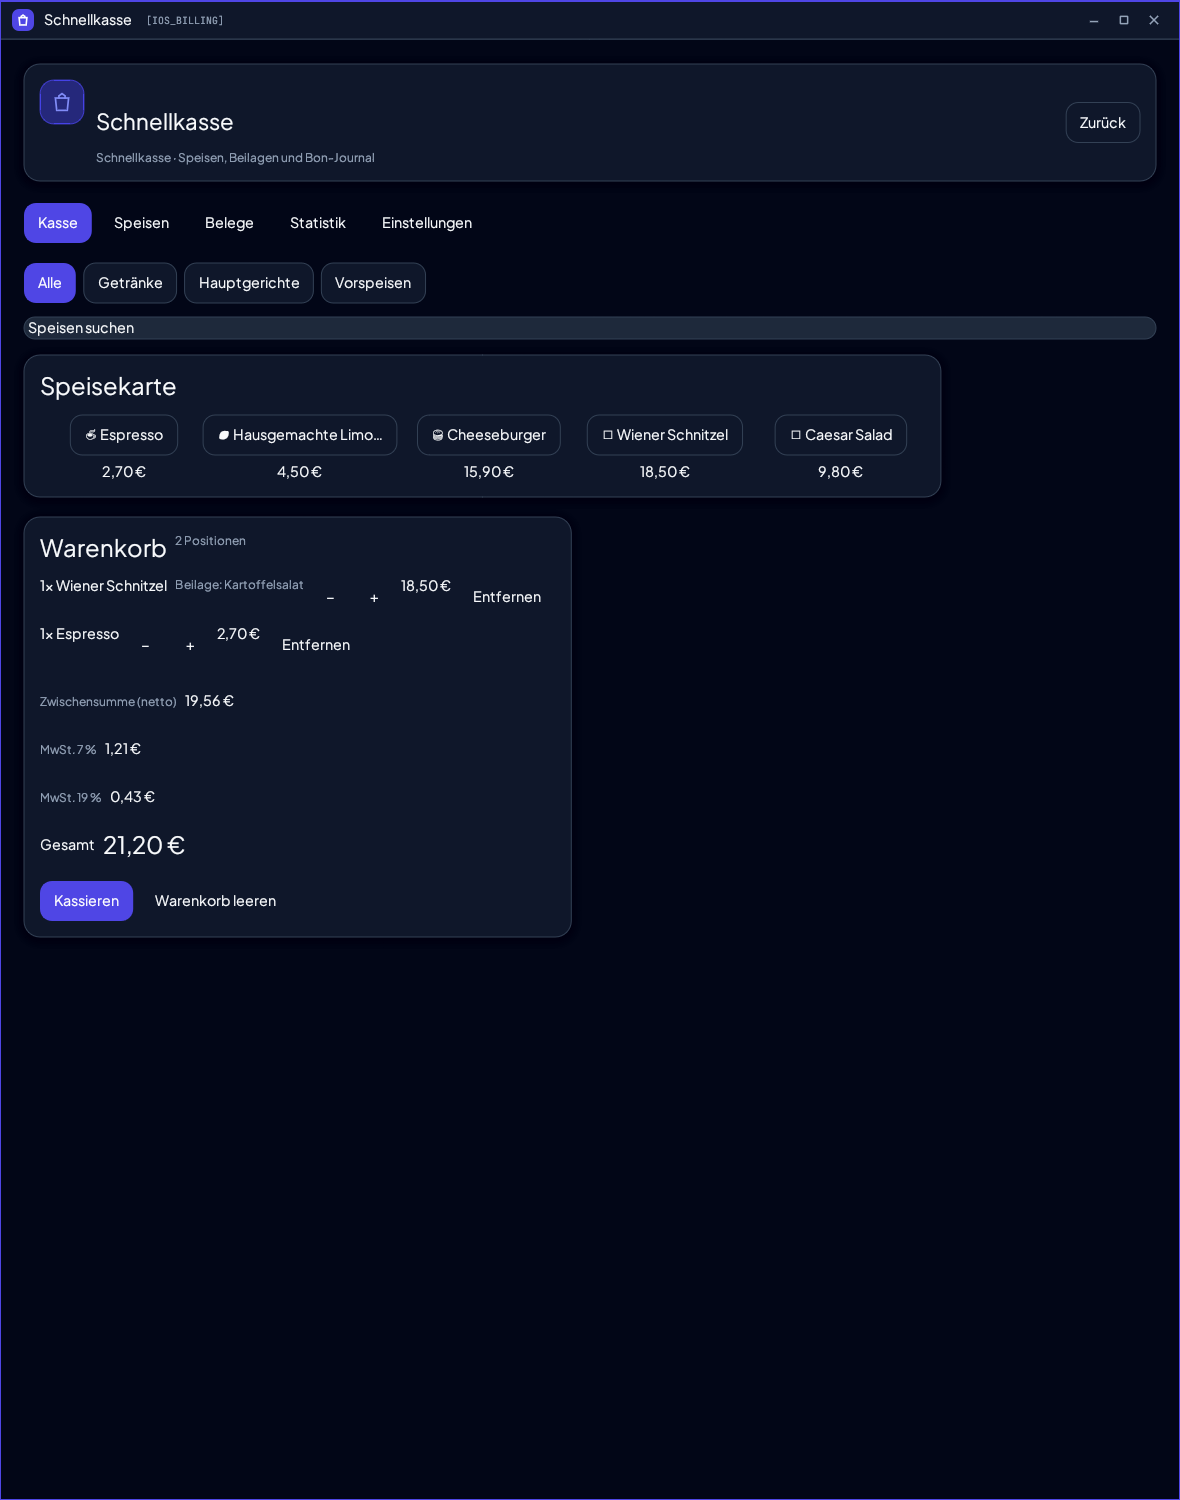 Schnellkasse [IOS_BILLING]
Schnellkasse
Zurück
Schnellkasse · Speisen, Beilagen und Bon-Journal
Kasse Speisen Belege Statistik Einstellungen
Alle Getränke Hauptgerichte Vorspeisen
Speisen suchen
Speisekarte
Espresso Hausgemachte Limo... Cheeseburger Wiener Schnitzel Caesar Salad
2,70 € 4,50 € 15,90 € 18,50 € 9,80 €
Warenkorb 2 Positionen
1× Wiener Schnitzel Beilage: Kartoffelsalat − + 18,50 € Entfernen
1× Espresso − + 2,70 € Entfernen
Zwischensumme (netto) 19,56 €
MwSt. 7 % 1,21 €
MwSt. 19 % 0,43 €
Gesamt 21,20 €
Kassieren Warenkorb leeren